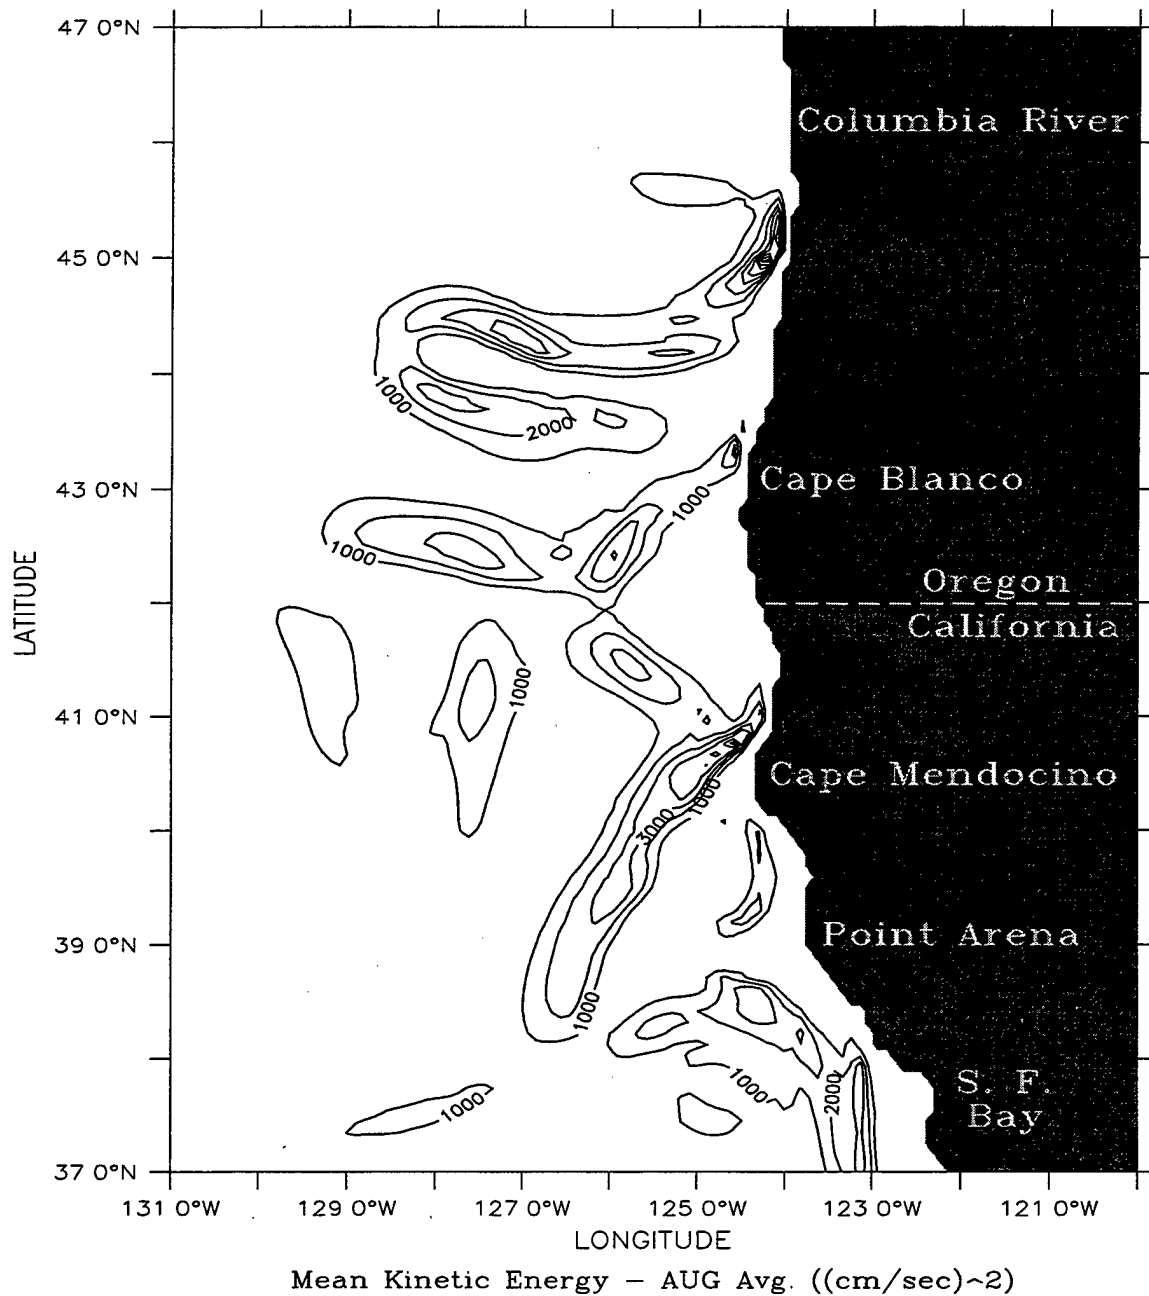 47 0°N
Columbia River
45 0°N
1000
2000
43 0°N
Cape Blanco
1000
1000
Oregon
California
LATITUDE
1000
41 0°N
Cape Mendocino
1000
3000
39 0°N
Point Arena
1000
1000
2000
S. F.
Bay
1000
37 0°N
131 0°W 129 0°W 127 0°W 125 0°W 123 0°W 121 0°W
LONGITUDE
Mean Kinetic Energy – AUG Avg. ((cm/sec)~2)